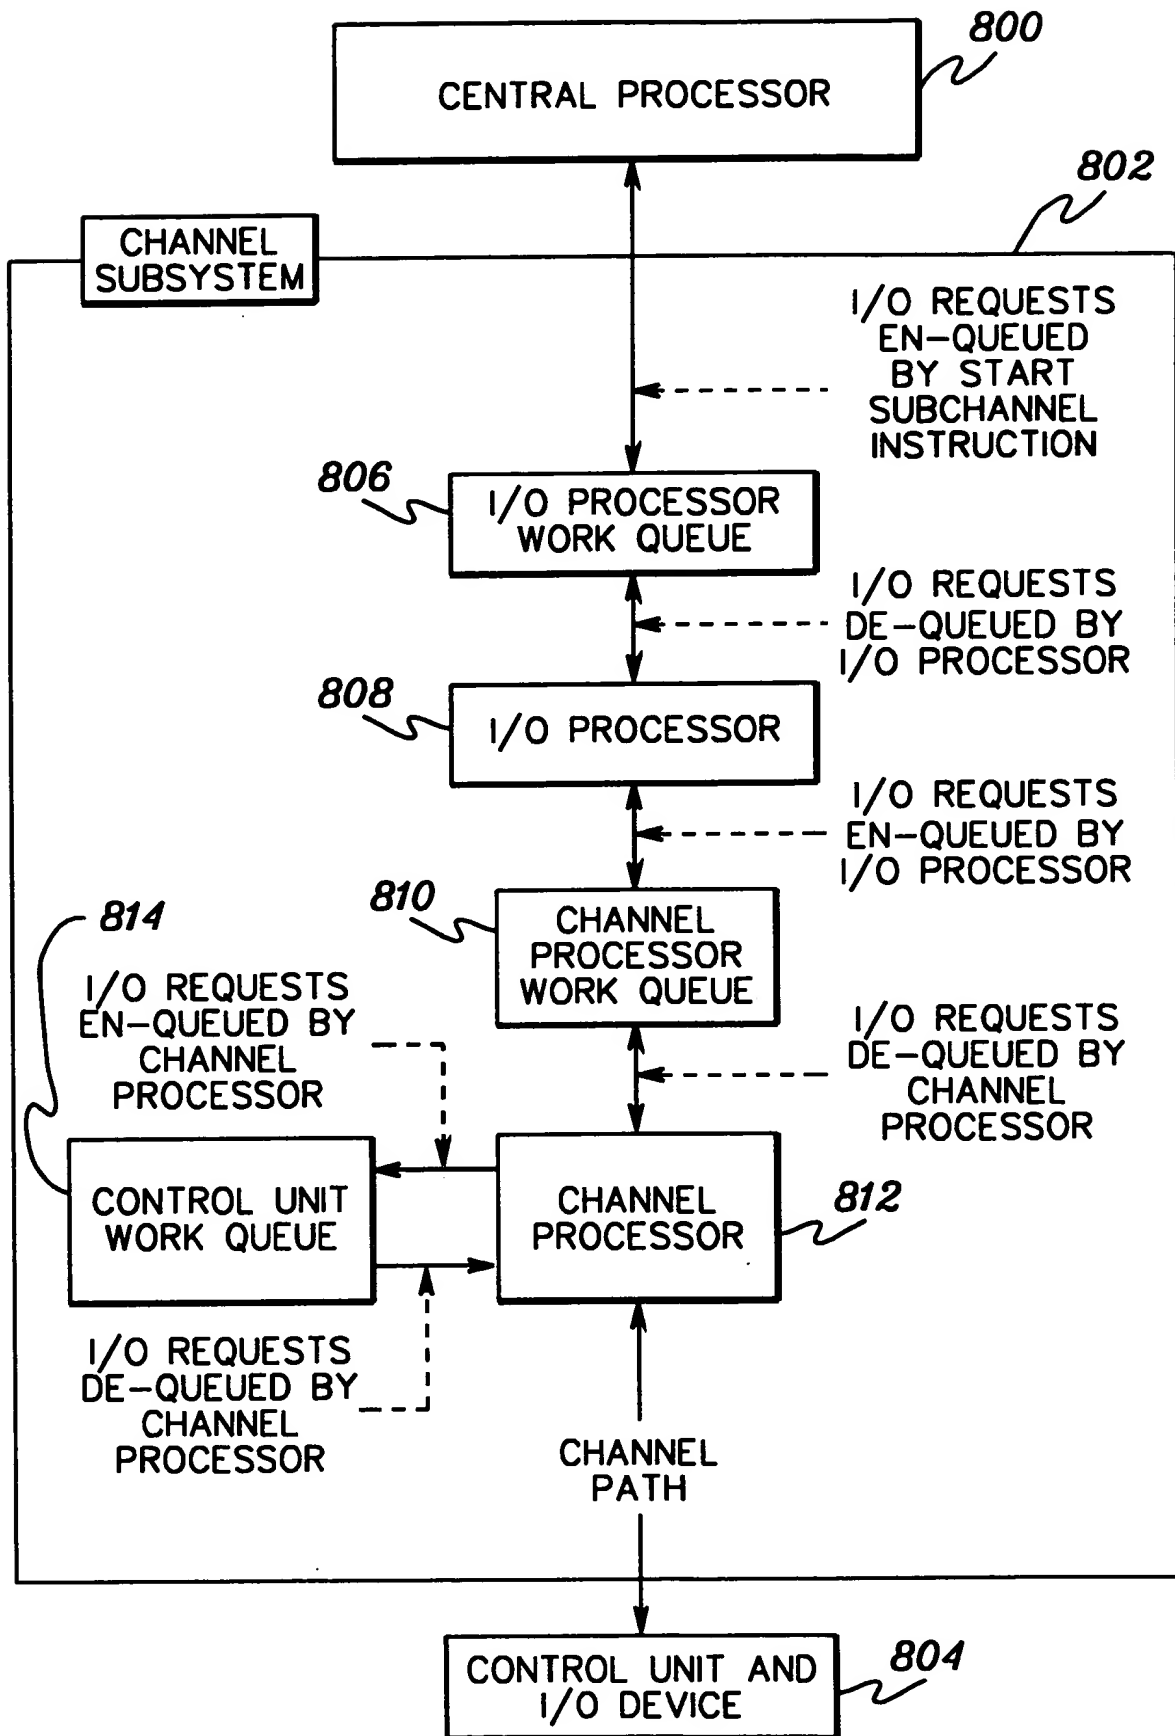 800
CENTRAL PROCESSOR
802
CHANNEL
SUBSYSTEM
I/O REQUESTS
EN-QUEUED
BY START
SUBCHANNEL
INSTRUCTION
806
I/O PROCESSOR
WORK QUEUE
I/O REQUESTS
DE-QUEUED BY
I/O PROCESSOR
808
I/O PROCESSOR
I/O REQUESTS
EN-QUEUED BY
I/O PROCESSOR
810
CHANNEL
PROCESSOR
WORK QUEUE
814
I/O REQUESTS
EN-QUEUED BY
CHANNEL
PROCESSOR
I/O REQUESTS
DE-QUEUED BY
CHANNEL
PROCESSOR
CONTROL UNIT
WORK QUEUE
CHANNEL
PROCESSOR
812
I/O REQUESTS
DE-QUEUED BY
CHANNEL
PROCESSOR
CHANNEL
PATH
CONTROL UNIT AND
I/O DEVICE
804